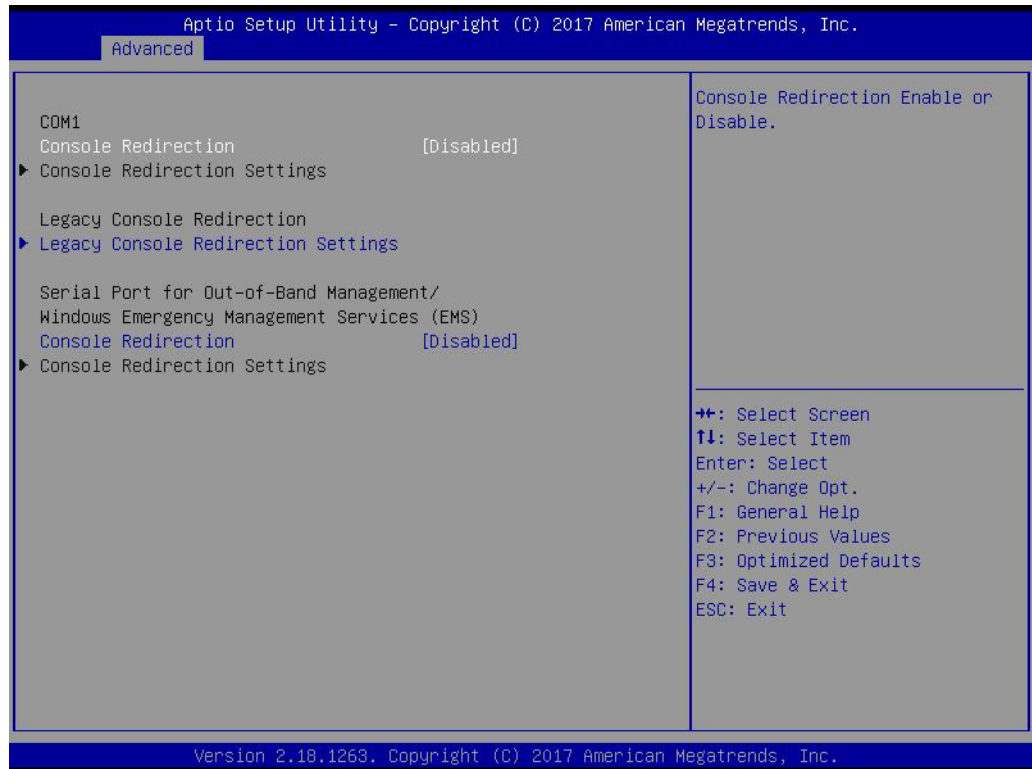 Aptio Setup Utility – Copyright (C) 2017 American Megatrends, Inc.
Advanced
COM1
Console Redirection [Disabled]
▶ Console Redirection Settings
Legacy Console Redirection
▶ Legacy Console Redirection Settings
Serial Port for Out-of-Band Management/
Windows Emergency Management Services (EMS)
Console Redirection [Disabled]
▶ Console Redirection Settings
Console Redirection Enable or
Disable.
→←: Select Screen
↑↓: Select Item
Enter: Select
+/-: Change Opt.
F1: General Help
F2: Previous Values
F3: Optimized Defaults
F4: Save & Exit
ESC: Exit
Version 2.18.1263. Copyright (C) 2017 American Megatrends, Inc.